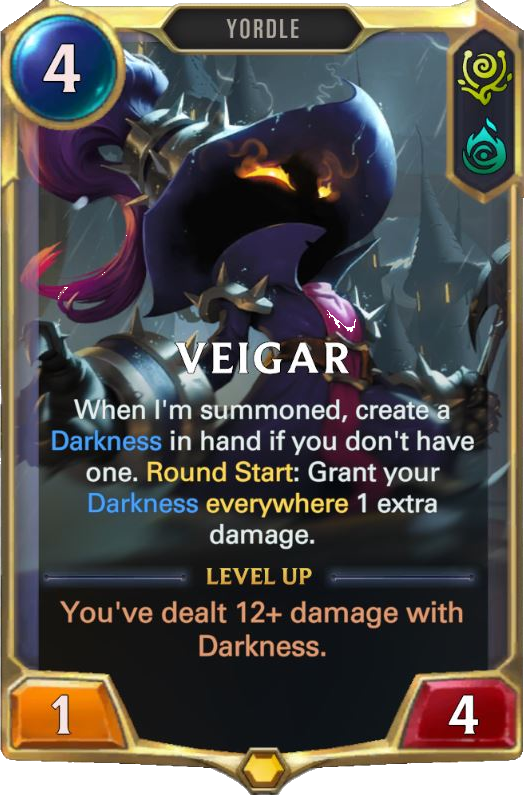 YORDLE
4
VEIGAR
When I'm summoned, create a
Darkness in hand if you don't have
one. Round Start: Grant your
Darkness everywhere 1 extra
damage.
LEVEL UP
You've dealt 12+ damage with
Darkness.
1
4